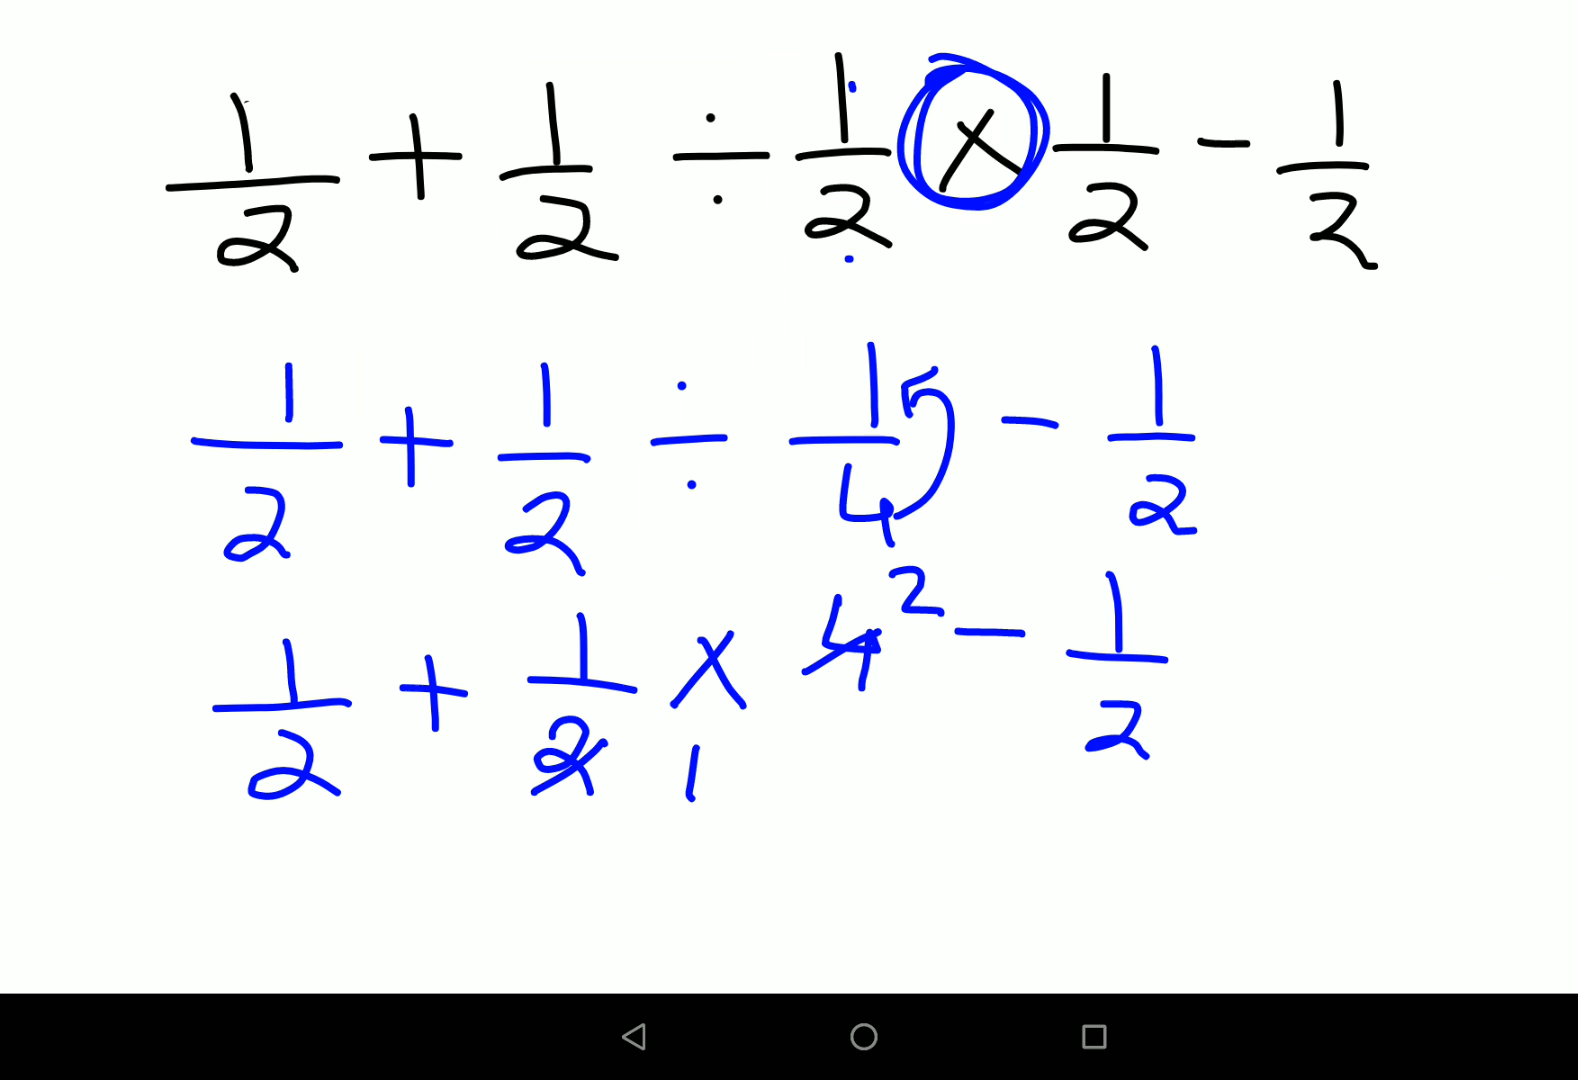 1/2 + 1/2 ÷ 1/2 × 1/2 - 1/2
1/2 + 1/2 ÷ 1/4 - 1/2
1/2 + 1/2 × 4 2 - 1/2
1